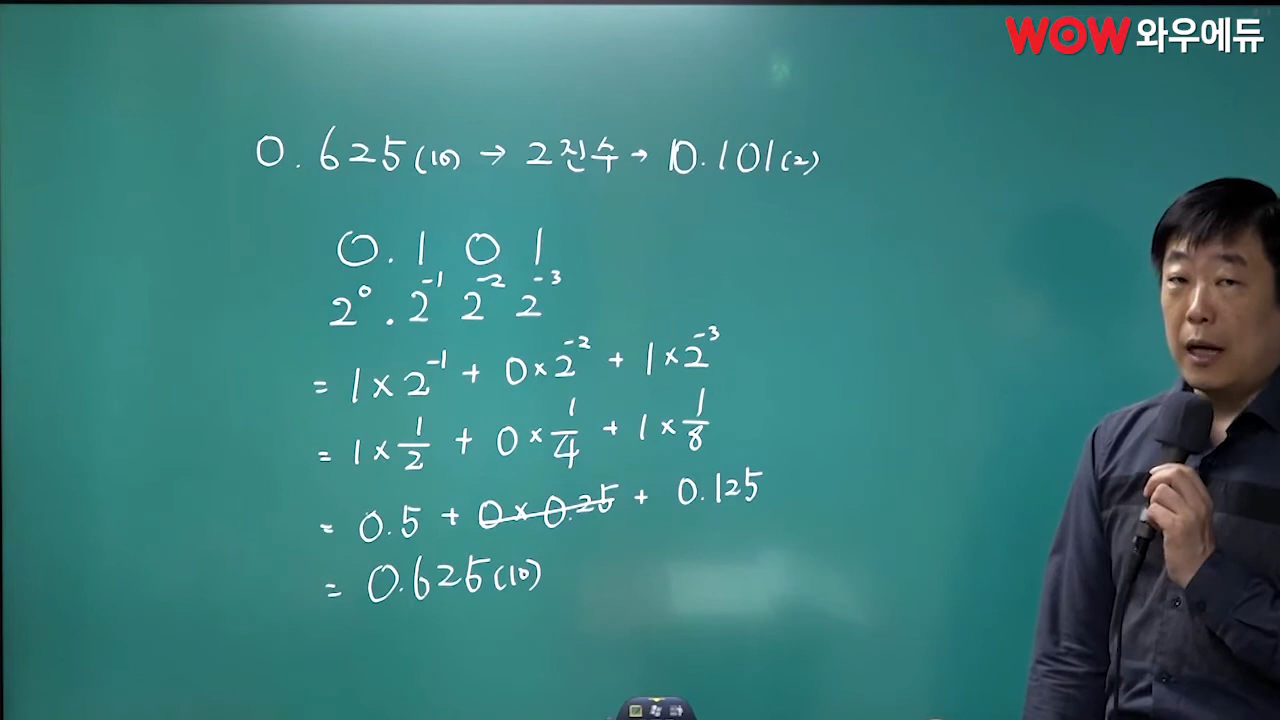 WOW 와우에듀
0.625(10) → 2진수 → 0.101(2)
0. 1 0 1
2⁰ . 2⁻¹ 2⁻² 2⁻³
= 1 × 2⁻¹ + 0 × 2⁻² + 1 × 2⁻³
= 1 × 1/2 + 0 × 1/4 + 1 × 1/8
= 0.5 + 0 × 0.25 + 0.125
= 0.625(10)